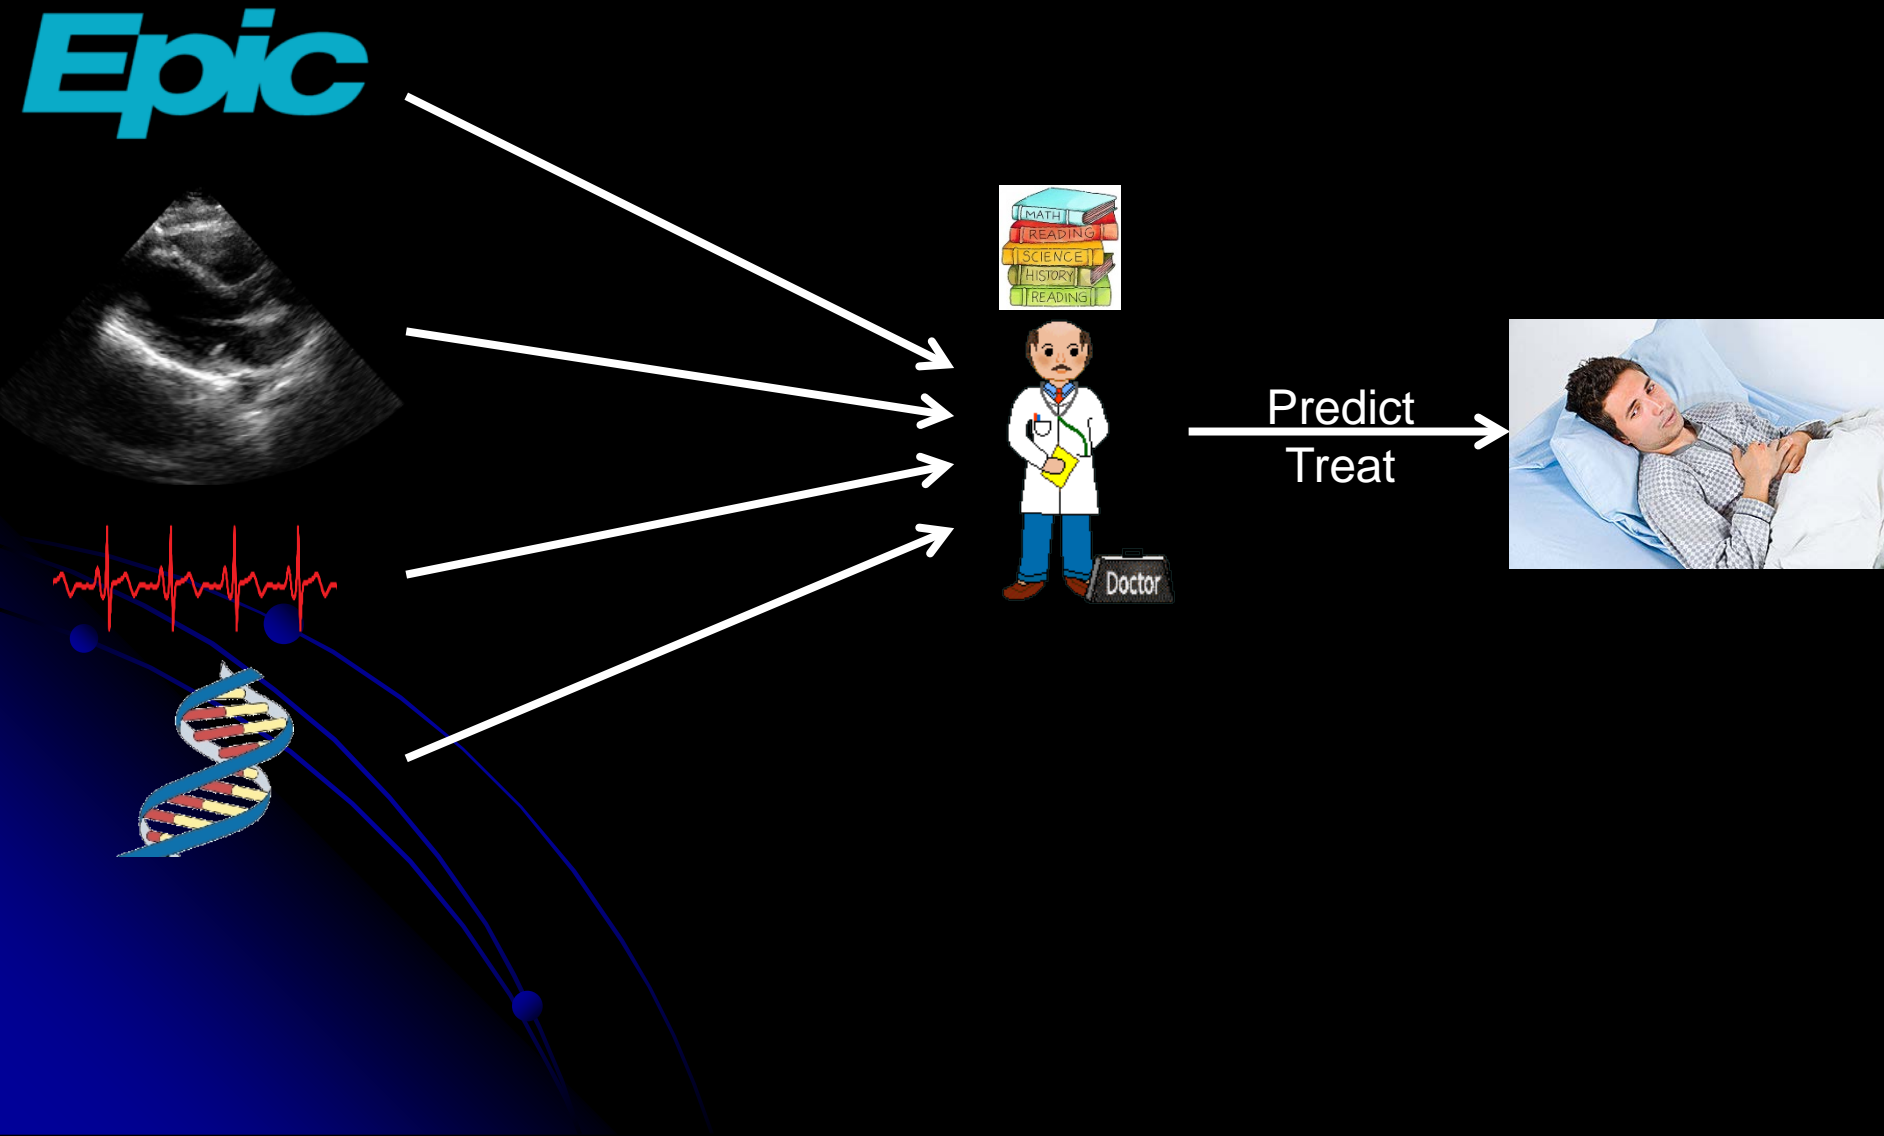 Epic
MATH
READING
SCIENCE
HISTORY
READING
Predict
Treat
Doctor